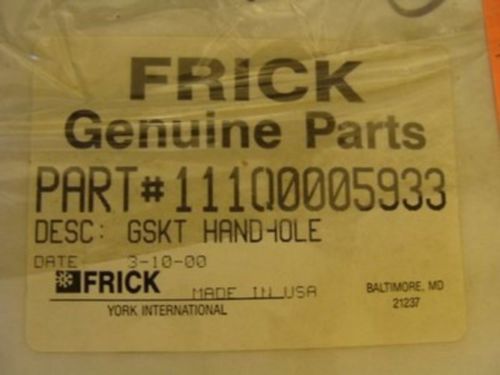 FRICK
Genuine Parts
PART#111Q0005933
DESC: GSKT HANDHOLE
DATE 3-10-00
FRICK
MADE IN USA
YORK INTERNATIONAL
BALTIMORE, MD
21237